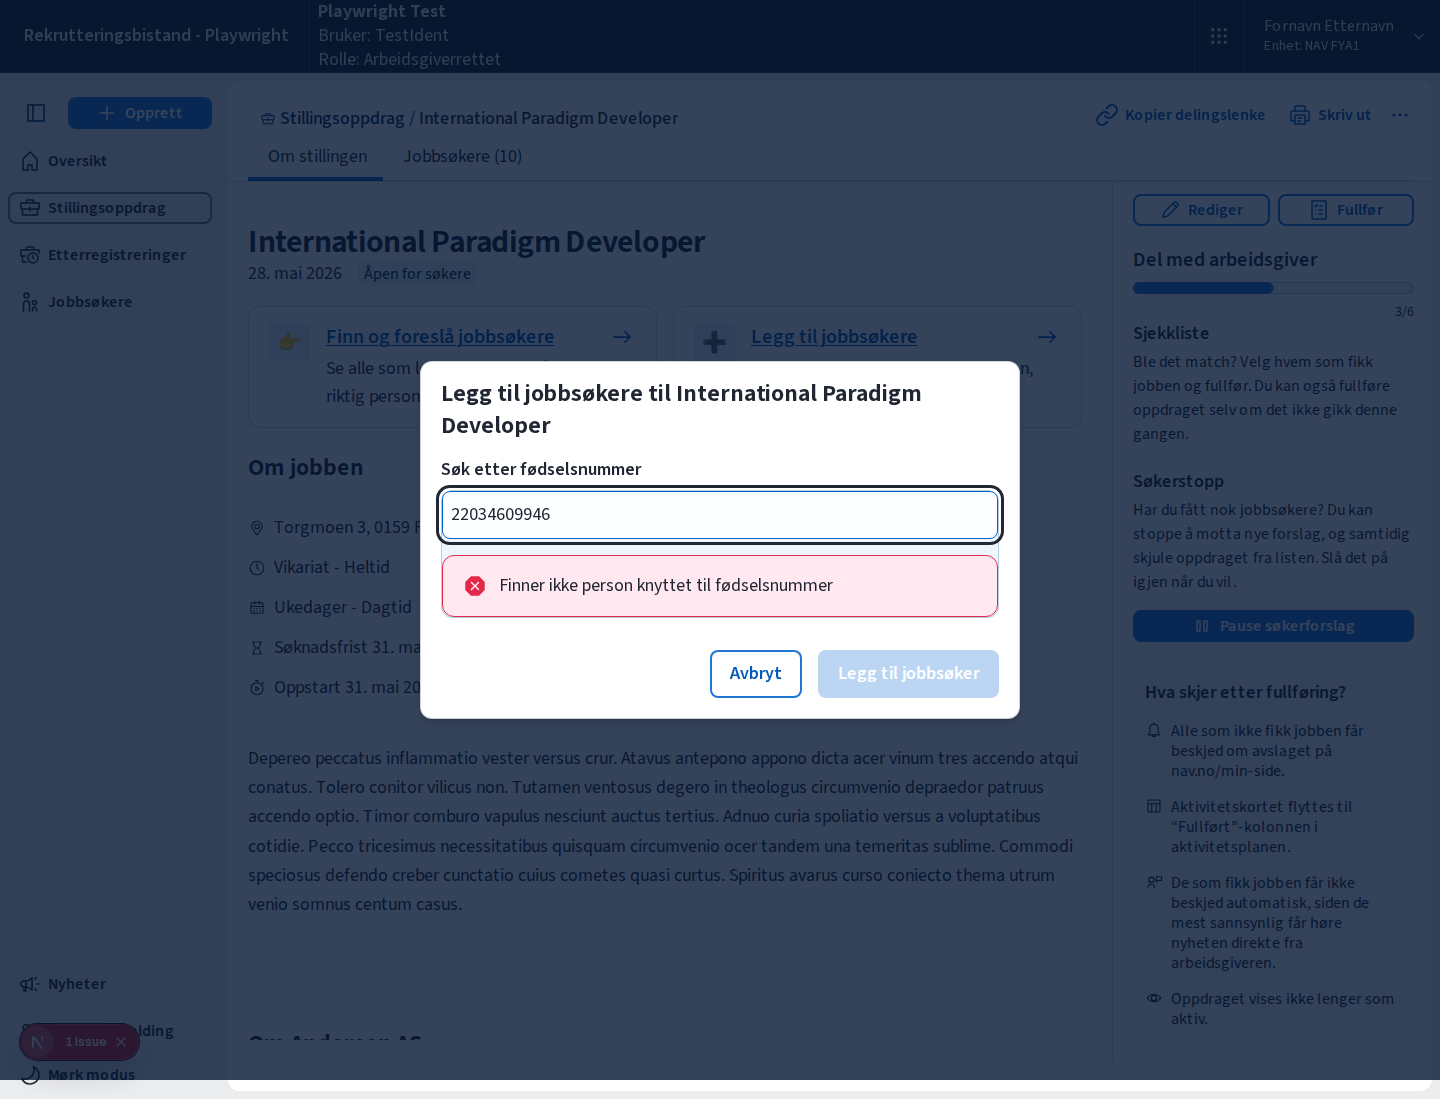 Rekrutteringsbistand - Playwright
Playwright Test
Bruker: TestIdent
Rolle: Arbeidsgiverrettet
Fornavn Etternavn
Enhet: NAV FYA1
Opprett
Oversikt
Stillingsoppdrag
Etterregistreringer
Jobbsøkere
Stillingsoppdrag / International Paradigm Developer
Kopier delingslenke
Skriv ut
Om stillingen
Jobbsøkere (10)
International Paradigm Developer
28. mai 2026
Åpen for søkere
Finn og foreslå jobbsøkere
Se alle som
riktig person
Legg til jobbsøkere
Legg til jobbsøkere til International Paradigm
Developer
Søk etter fødselsnummer
22034609946
Finner ikke person knyttet til fødselsnummer
Avbryt
Legg til jobbsøker
Om jobben
Torgmoen 3, 0159
Vikariat - Heltid
Ukedager - Dagtid
Søknadsfrist 31. ma
Oppstart 31. mai 20
Depereo peccatus inflammatio vester versus crur. Atavus antepono appono dicta acer vinum tres accendo atqui
conatus. Tolero conitor vilicus non. Tutamen ventosus degero in theologus circumvenio depraedor patruus
accendo optio. Timor comburo vapulus nesciunt auctus tertius. Adnuo curia spoliatio versus a voluptatibus
cotidie. Pecco tricesimus necessitatibus quisquam circumvenio ocer tandem una temeritas sublime. Commodi
speciosus defendo creber cunctatio cuius cometes quasi curtus. Spiritus avarus curso coniecto thema utrum
venio somnus centum casus.
Om Andersen AS
Rediger
Fullfør
Del med arbeidsgiver
3/6
Sjekkliste
Ble det match? Velg hvem som fikk
jobben og fullfør. Du kan også fullføre
oppdraget selv om det ikke gikk denne
gangen.
Søkerstopp
Har du fått nok jobbsøkere? Du kan
stoppe å motta nye forslag, og samtidig
skjule oppdraget fra listen. Slå det på
igjen når du vil.
Pause søkerforslag
Hva skjer etter fullføring?
Alle som ikke fikk jobben får
beskjed om avslaget på
nav.no/min-side.
Aktivitetskortet flyttes til
“Fullført”-kolonnen i
aktivitetsplanen.
De som fikk jobben får ikke
beskjed automatisk, siden de
mest sannsynlig får høre
nyheten direkte fra
arbeidsgiveren.
Oppdraget vises ikke lenger som
aktiv.
Nyheter
elding
N 1 Issue
Mørk modus